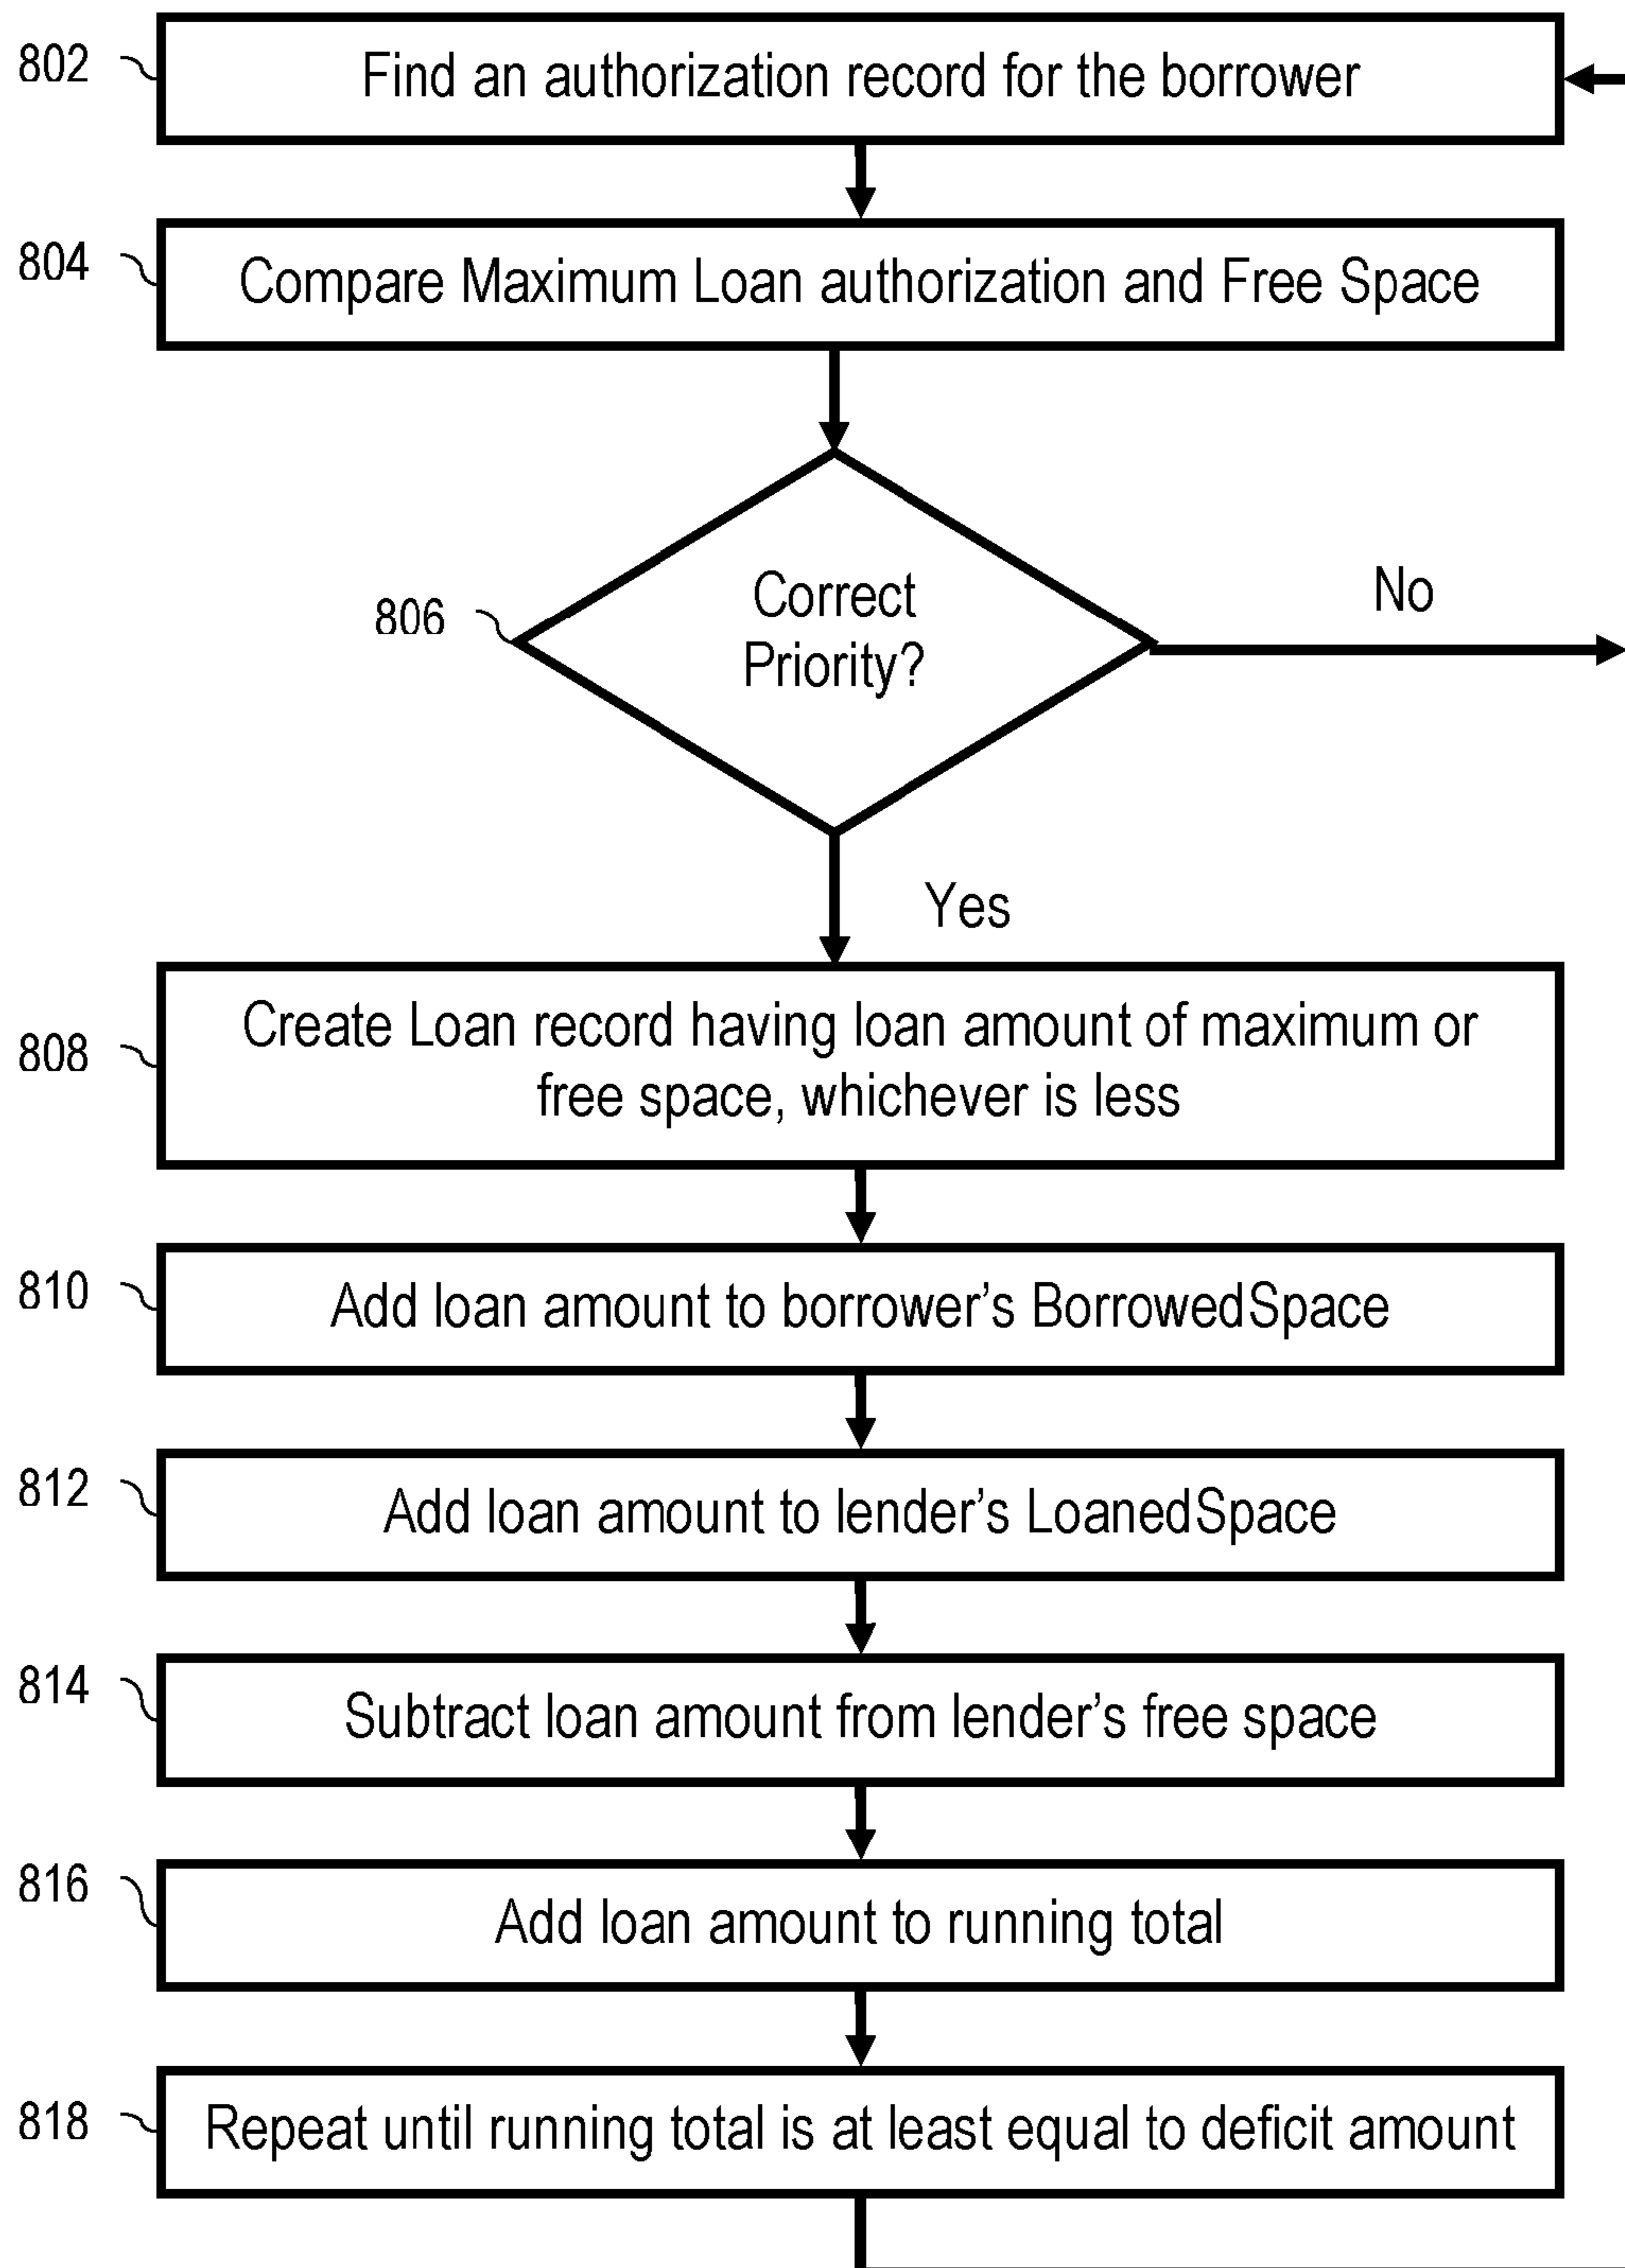 802
Find an authorization record for the borrower
804
Compare Maximum Loan authorization and Free Space
806
Correct
Priority?
No
Yes
808
Create Loan record having loan amount of maximum or
free space, whichever is less
810
Add loan amount to borrower’s BorrowedSpace
812
Add loan amount to lender’s LoanedSpace
814
Subtract loan amount from lender’s free space
816
Add loan amount to running total
818
Repeat until running total is at least equal to deficit amount